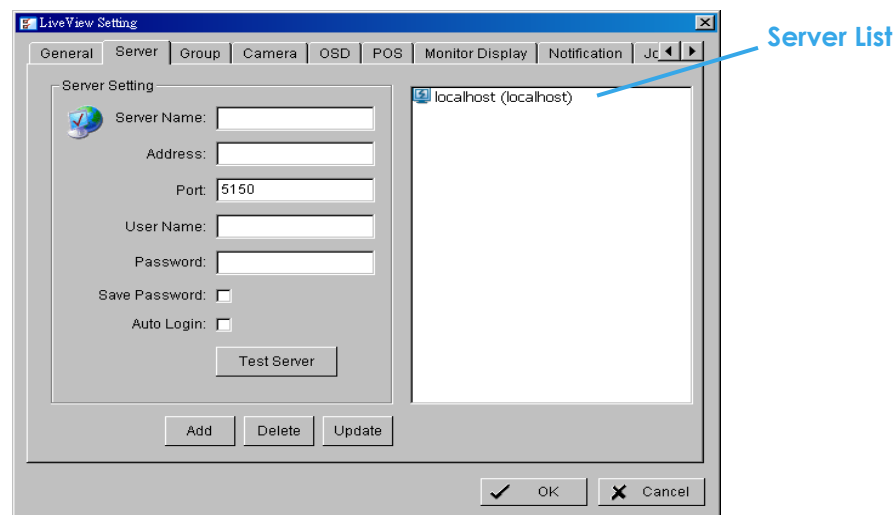 LiveView Setting
Server List
General Server Group Camera OSD POS Monitor Display Notification Jo
Server Setting
Server Name:
Address:
Port: 5150
User Name:
Password:
Save Password:
Auto Login:
Test Server
localhost (localhost)
Add Delete Update
OK Cancel